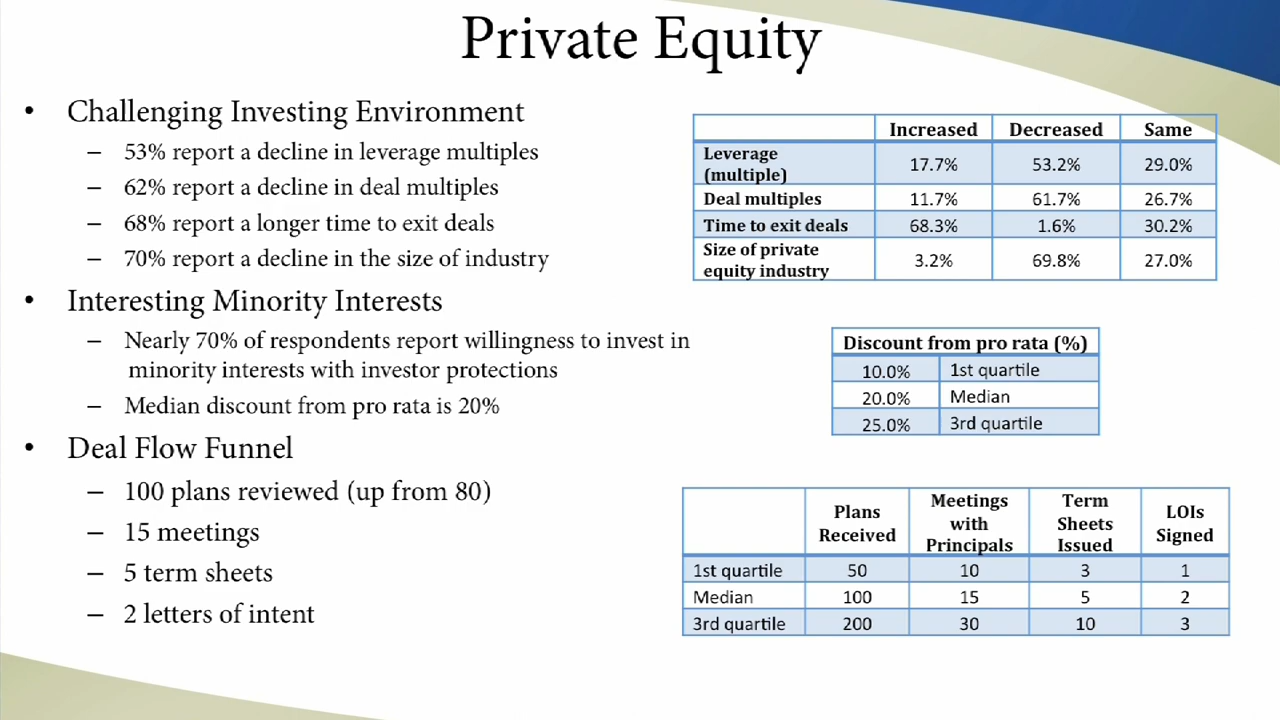 Private Equity
• Challenging Investing Environment
– 53% report a decline in leverage multiples
– 62% report a decline in deal multiples
– 68% report a longer time to exit deals
– 70% report a decline in the size of industry
• Interesting Minority Interests
– Nearly 70% of respondents report willingness to invest in
minority interests with investor protections
– Median discount from pro rata is 20%
• Deal Flow Funnel
– 100 plans reviewed (up from 80)
– 15 meetings
– 5 term sheets
– 2 letters of intent
Increased Decreased Same
Leverage
(multiple) 17.7% 53.2% 29.0%
Deal multiples 11.7% 61.7% 26.7%
Time to exit deals 68.3% 1.6% 30.2%
Size of private
equity industry 3.2% 69.8% 27.0%
Discount from pro rata (%)
10.0% 1st quartile
20.0% Median
25.0% 3rd quartile
Plans
Received
Meetings
with
Principals
Term
Sheets
Issued
LOIs
Signed
1st quartile 50 10 3 1
Median 100 15 5 2
3rd quartile 200 30 10 3